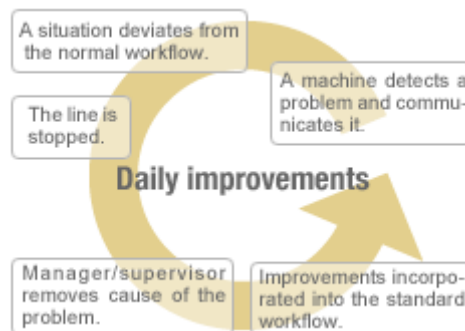 A situation deviates from
the normal workflow.
A machine detects a
problem and commu-
nicates it.
The line is
stopped.
Daily improvements
Manager/supervisor
removes cause of the
problem.
Improvements incorpo-
rated into the standard
workflow.